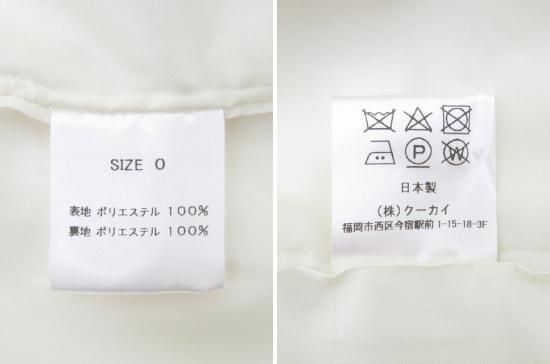 SIZE 0
表地 ポリエステル 100%
裏地 ポリエステル 100%
P
W
日本製
(株)クーカイ
福岡市西区今宿駅前 1-15-18-3F